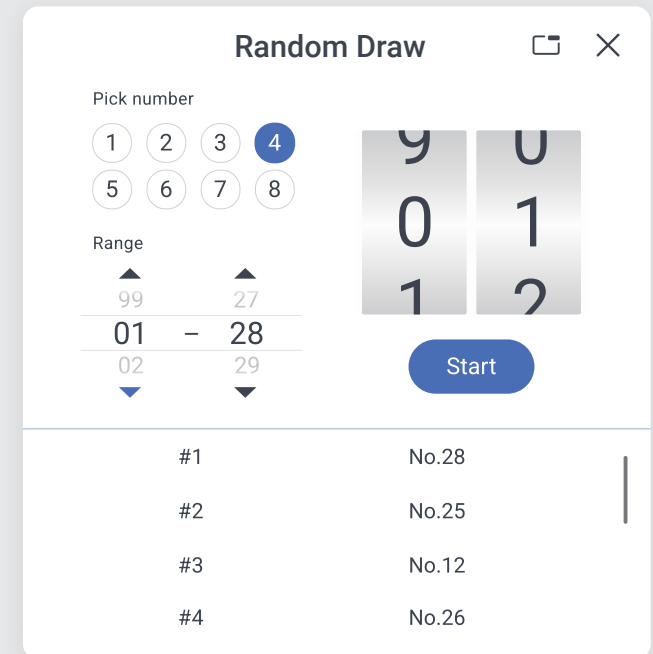 Random Draw
Pick number
1 2 3 4
5 6 7 8
Range
99 27
01 – 28
02 29
9 0
0 1
1 2
Start
#1 No.28
#2 No.25
#3 No.12
#4 No.26